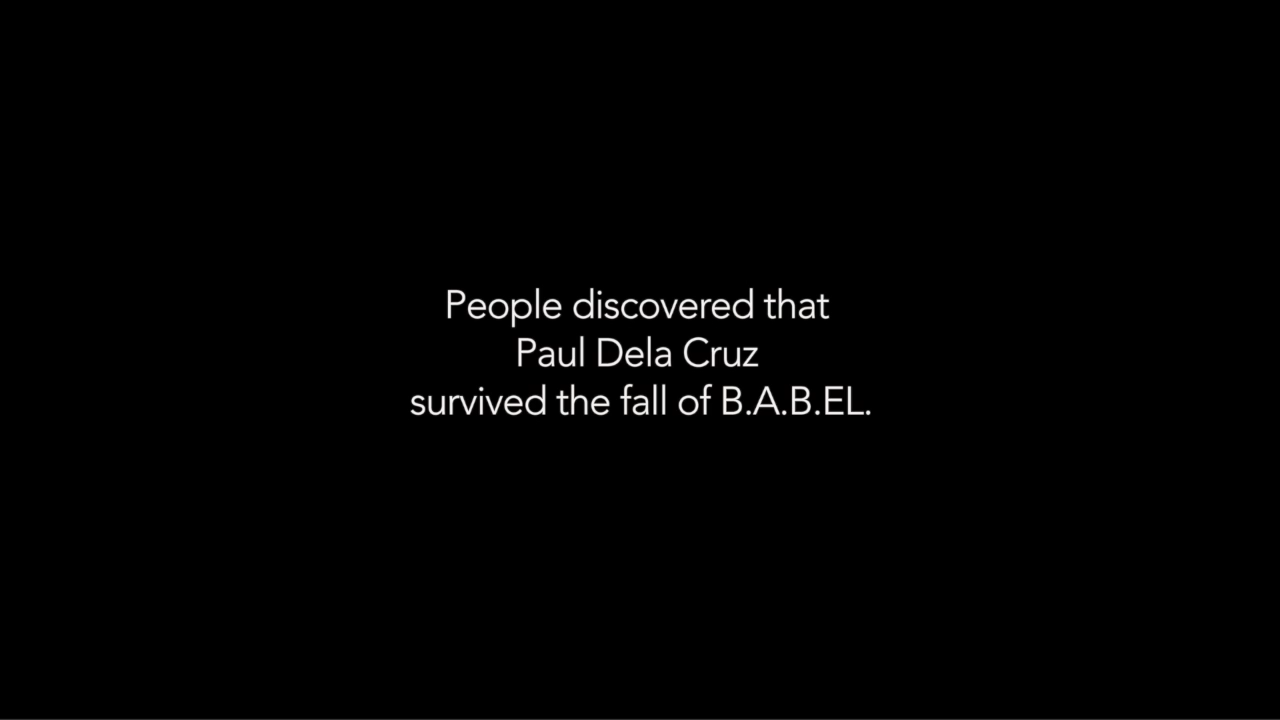 People discovered that
Paul Dela Cruz
survived the fall of B.A.B.EL.